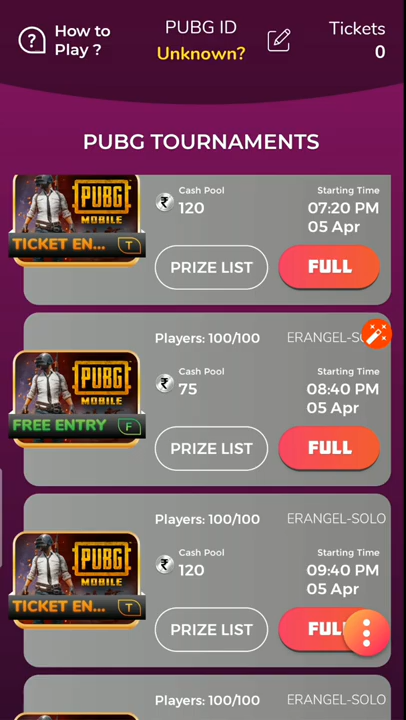 How to
Play ?
PUBG ID
Unknown?
Tickets
0
PUBG TOURNAMENTS
PUBG
MOBILE
TICKET EN... T
Cash Pool
₹ 120
Starting Time
07:20 PM
05 Apr
PRIZE LIST
FULL
Players: 100/100
PUBG
MOBILE
FREE ENTRY F
Cash Pool
₹ 75
Starting Time
08:40 PM
05 Apr
PRIZE LIST
FULL
Players: 100/100
ERANGEL-SOLO
PUBG
MOBILE
TICKET EN... T
Cash Pool
₹ 120
Starting Time
09:40 PM
05 Apr
PRIZE LIST
Players: 100/100
ERANGEL-SOLO